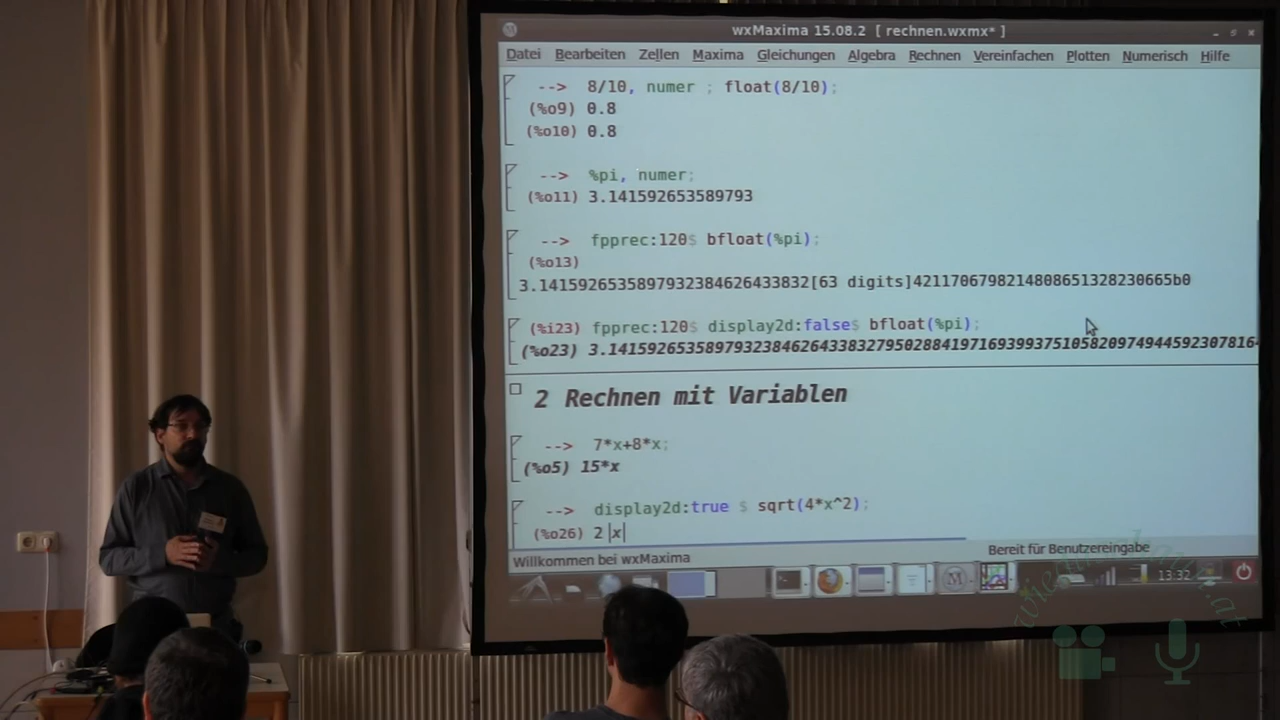 wxMaxima 15.08.2 [ rechnen.wxmx* ]
Datei Bearbeiten Zellen Maxima Gleichungen Algebra Rechnen Vereinfachen Plotten Numerisch Hilfe
--> 8/10, numer ; float(8/10);
(%o9) 0.8
(%o10) 0.8
--> %pi, numer;
(%o11) 3.141592653589793
--> fpprec:120$ bfloat(%pi);
(%o13)
3.1415926535897932384626433832[63 digits]4211706798214808651328230665b0
(%i23) fpprec:120$ display2d:false$ bfloat(%pi);
(%o23) 3.1415926535897932384626433832795028841971693993751058209749445923078164
2 Rechnen mit Variablen
--> 7*x+8*x;
(%o5) 15*x
--> display2d:true $ sqrt(4*x^2);
(%o26) 2 |x|
Willkommen bei wxMaxima
Bereit für Benutzereingabe
13:32